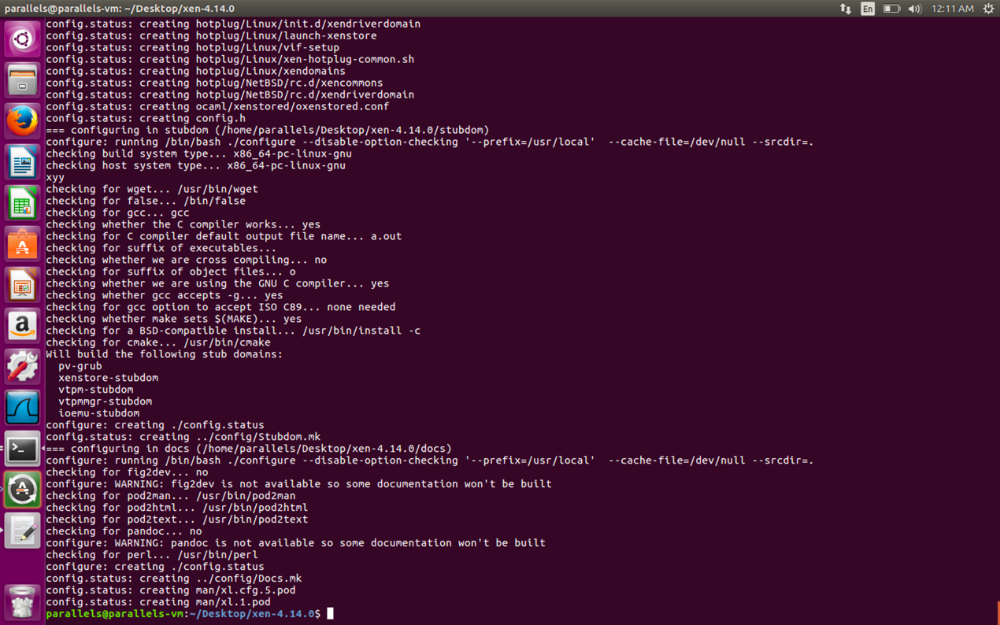 parallels@parallels-vm: ~/Desktop/xen-4.14.0
En
12:11 AM
config.status: creating hotplug/Linux/init.d/xendriverdomain
config.status: creating hotplug/Linux/launch-xenstore
config.status: creating hotplug/Linux/vif-setup
config.status: creating hotplug/Linux/xen-hotplug-common.sh
config.status: creating hotplug/Linux/xendomains
config.status: creating hotplug/NetBSD/rc.d/xencommons
config.status: creating hotplug/NetBSD/rc.d/xendriverdomain
config.status: creating ocaml/xenstored/oxenstored.conf
config.status: creating config.h
=== configuring in stubdom (/home/parallels/Desktop/xen-4.14.0/stubdom)
configure: running /bin/bash ./configure --disable-option-checking '--prefix=/usr/local'  --cache-file=/dev/null --srcdir=.
checking build system type... x86_64-pc-linux-gnu
checking host system type... x86_64-pc-linux-gnu
xyy
checking for wget... /usr/bin/wget
checking for false... /bin/false
checking for gcc... gcc
checking whether the C compiler works... yes
checking for C compiler default output file name... a.out
checking for suffix of executables...
checking whether we are cross compiling... no
checking for suffix of object files... o
checking whether we are using the GNU C compiler... yes
checking whether gcc accepts -g... yes
checking for gcc option to accept ISO C89... none needed
checking whether make sets $(MAKE)... yes
checking for a BSD-compatible install... /usr/bin/install -c
checking for cmake... /usr/bin/cmake
Will build the following stub domains:
  pv-grub
  xenstore-stubdom
  vtpm-stubdom
  vtpmmgr-stubdom
  ioemu-stubdom
configure: creating ./config.status
config.status: creating ../config/Stubdom.mk
=== configuring in docs (/home/parallels/Desktop/xen-4.14.0/docs)
configure: running /bin/bash ./configure --disable-option-checking '--prefix=/usr/local'  --cache-file=/dev/null --srcdir=.
checking for fig2dev... no
configure: WARNING: fig2dev is not available so some documentation won't be built
checking for pod2man... /usr/bin/pod2man
checking for pod2html... /usr/bin/pod2html
checking for pod2text... /usr/bin/pod2text
checking for pandoc... no
configure: WARNING: pandoc is not available so some documentation won't be built
checking for perl... /usr/bin/perl
configure: creating ./config.status
config.status: creating ../config/Docs.mk
config.status: creating man/xl.cfg.5.pod
config.status: creating man/xl.1.pod
parallels@parallels-vm:~/Desktop/xen-4.14.0$